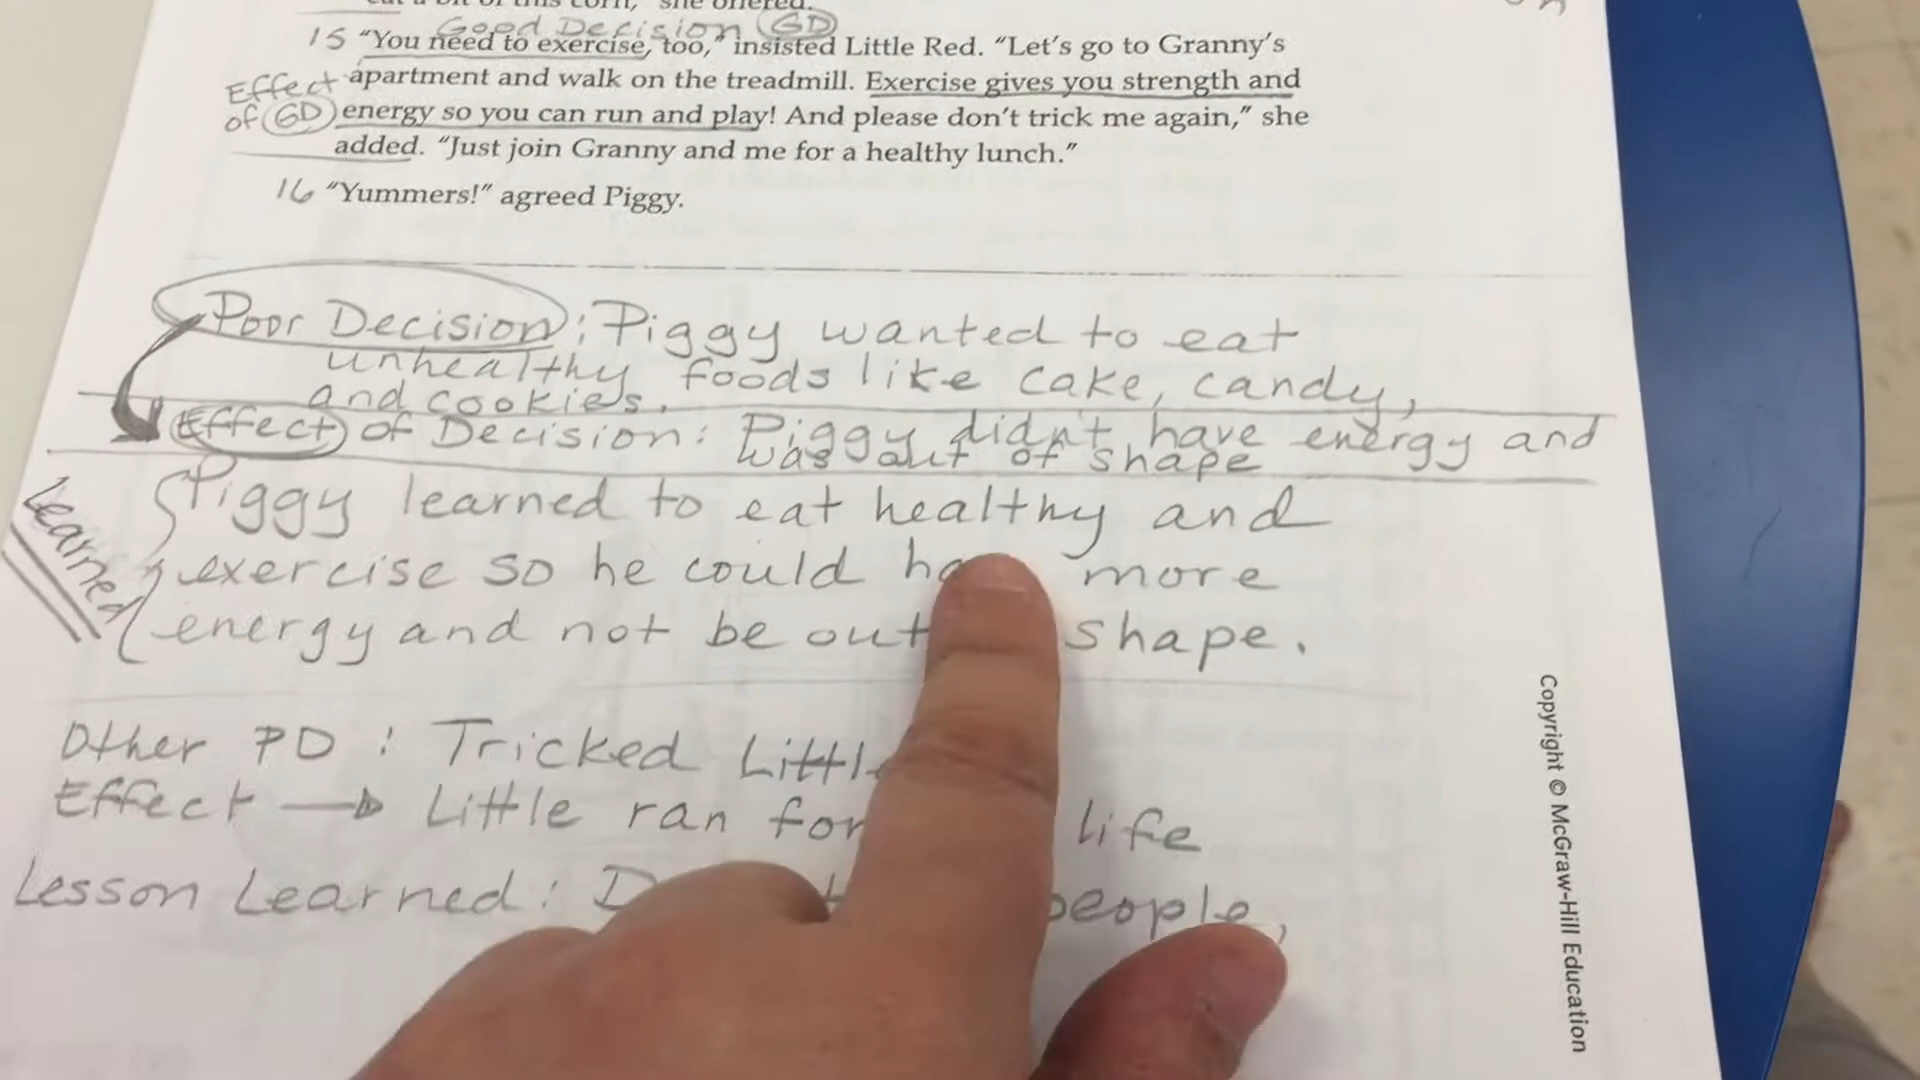 she offered.
Good Decision GD
15 "You need to exercise, too," insisted Little Red. "Let's go to Granny's
Effect apartment and walk on the treadmill. Exercise gives you strength and
of GD energy so you can run and play! And please don't trick me again," she
added. "Just join Granny and me for a healthy lunch."
16 "Yummers!" agreed Piggy.
Poor Decision: Piggy wanted to eat
unhealthy foods like cake, candy,
and cookies.
Effect of Decision: Piggy didn't have energy and
was out of shape
Learned
Piggy learned to eat healthy and
exercise so he could more
energy and not be out shape.
Other PD: Tricked
Effect → Little ran for life
Lesson Learned: people.
Copyright © McGraw-Hill Education